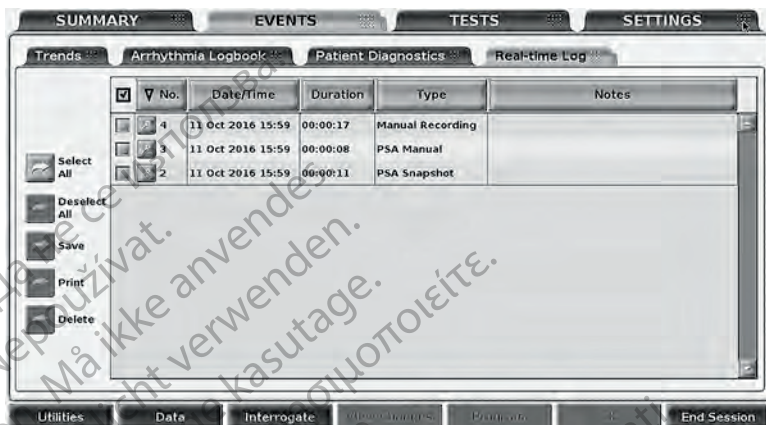 SUMMARY EVENTS TESTS SETTINGS
Trends Arrhythmia Logbook Patient Diagnostics Real-time Log
No. Date/Time Duration Type Notes
4 11 Oct 2016 15:59 00:00:17 Manual Recording
3 11 Oct 2016 15:59 00:00:08 PSA Manual
2 11 Oct 2016 15:59 00:00:11 PSA Snapshot
Select All
Deselect All
Save
Print
Delete
Utilities Data Interrogate End Session
Nepoužívat.
Må ikke anvendes
verwenden.
kasutage.